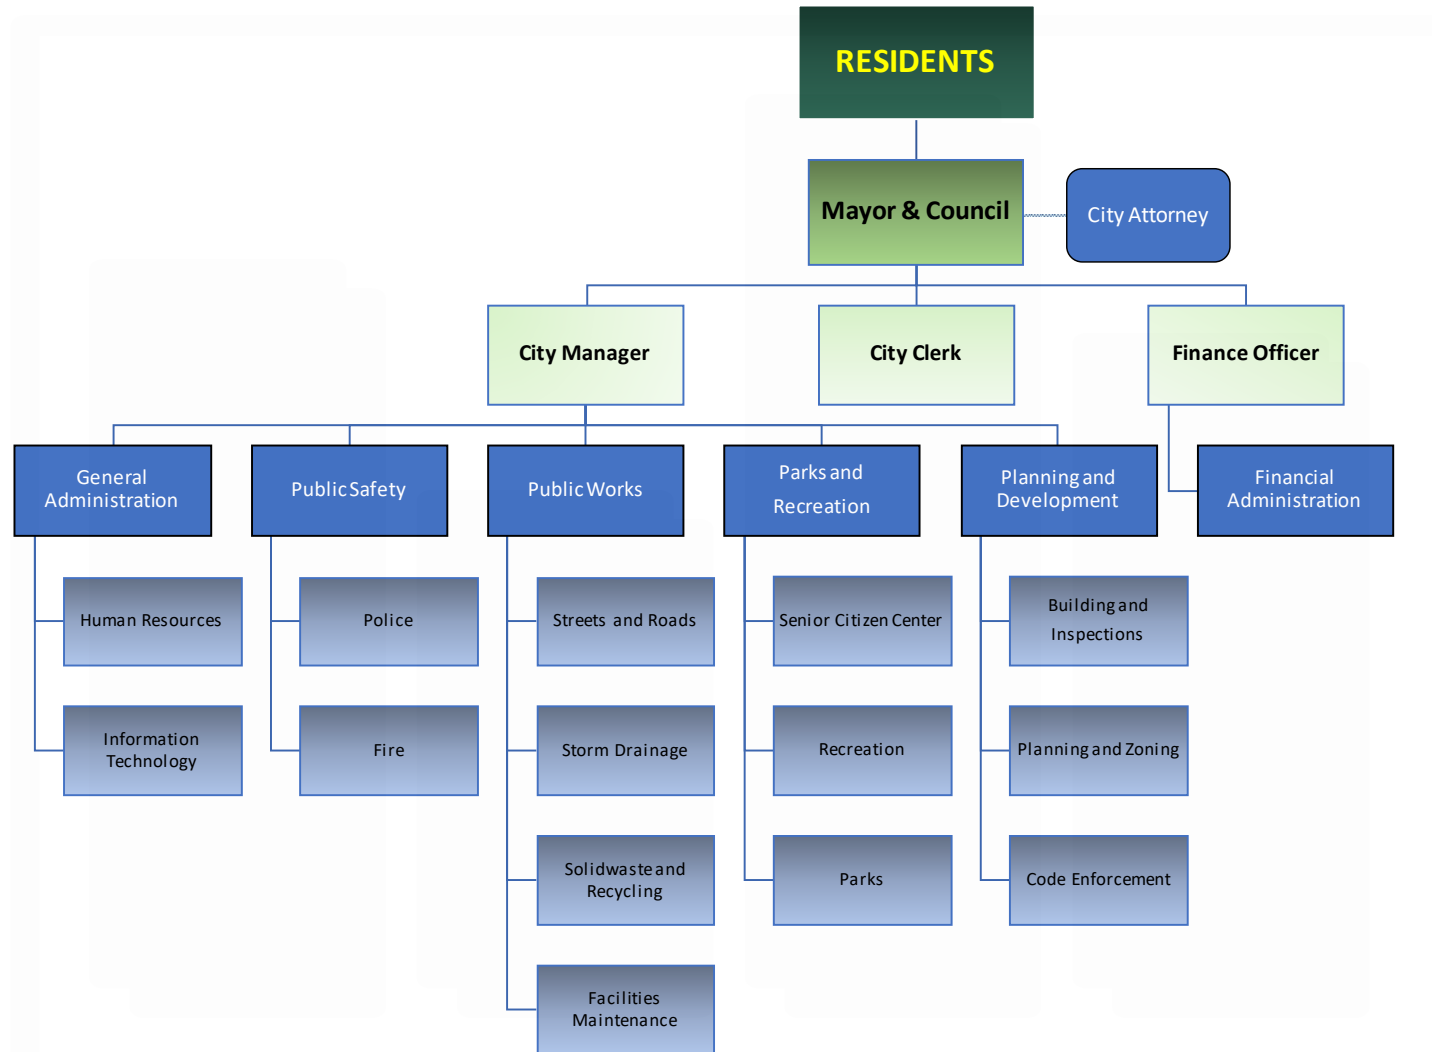 RESIDENTS
Mayor & Council
City Attorney
City Manager
City Clerk
Finance Officer
General
Administration
Public Safety
Public Works
Parks and
Recreation
Planning and
Development
Financial
Administration
Human Resources
Police
Streets and Roads
Senior Citizen Center
Building and
Inspections
Information
Technology
Fire
Storm Drainage
Recreation
Planning and Zoning
Solidwaste and
Recycling
Parks
Code Enforcement
Facilities
Maintenance